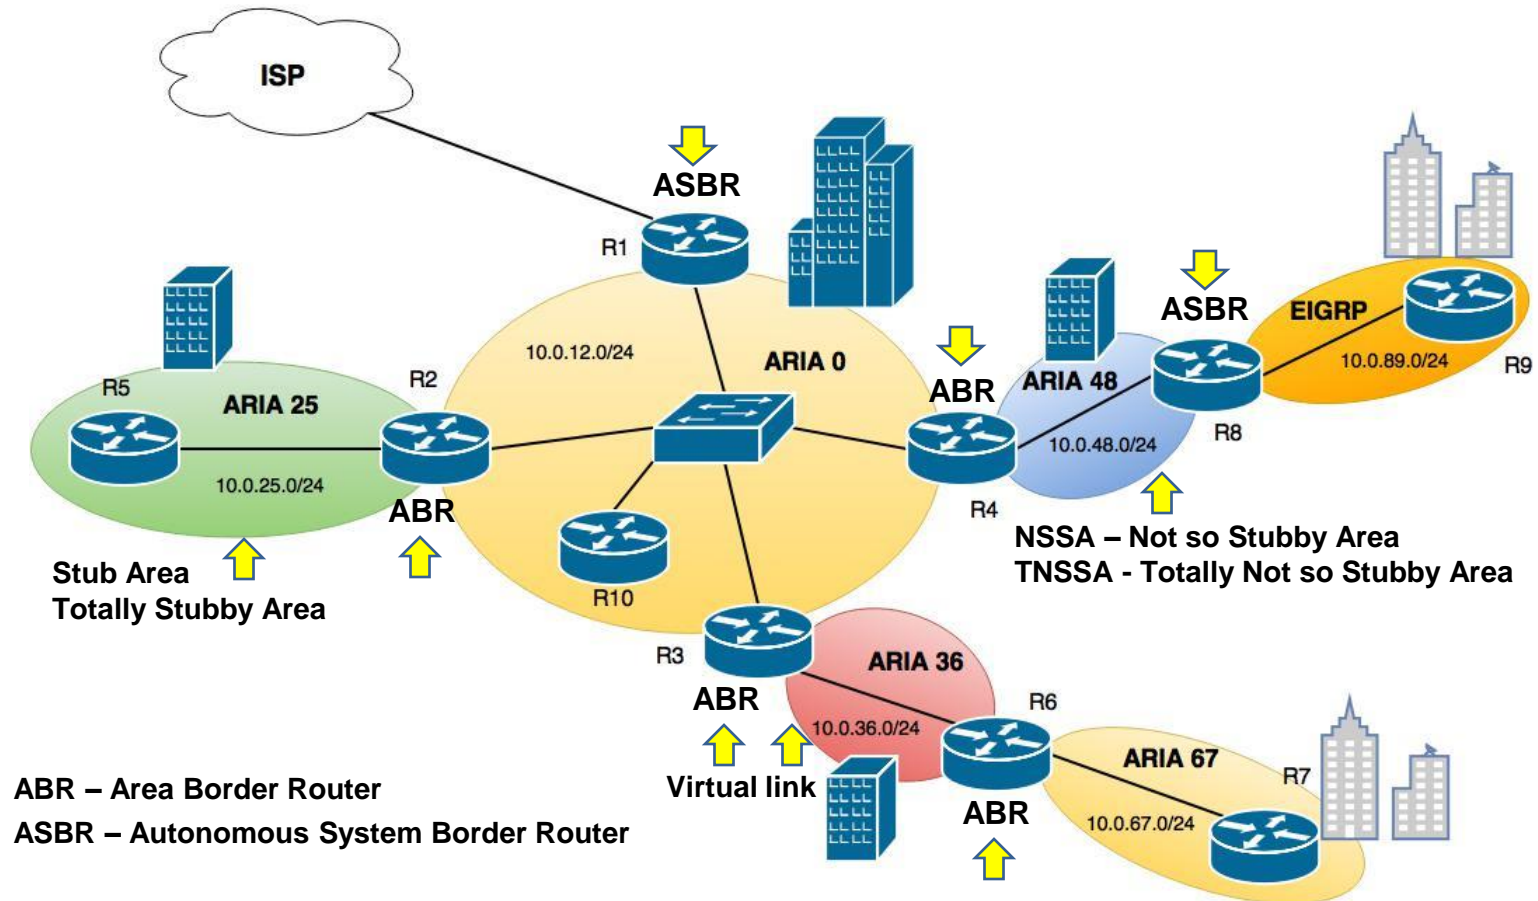 ISP
ASBR
R1
10.0.12.0/24
ARIA 0
ABR
R4
ARIA 48
10.0.48.0/24
ASBR
R8
EIGRP
10.0.89.0/24
R9
R5
ARIA 25
10.0.25.0/24
R2
ABR
R10
NSSA – Not so Stubby Area
TNSSA - Totally Not so Stubby Area
Stub Area
Totally Stubby Area
R3
ABR
ARIA 36
10.0.36.0/24
Virtual link
R6
ABR
ARIA 67
10.0.67.0/24
R7
ABR – Area Border Router
ASBR – Autonomous System Border Router